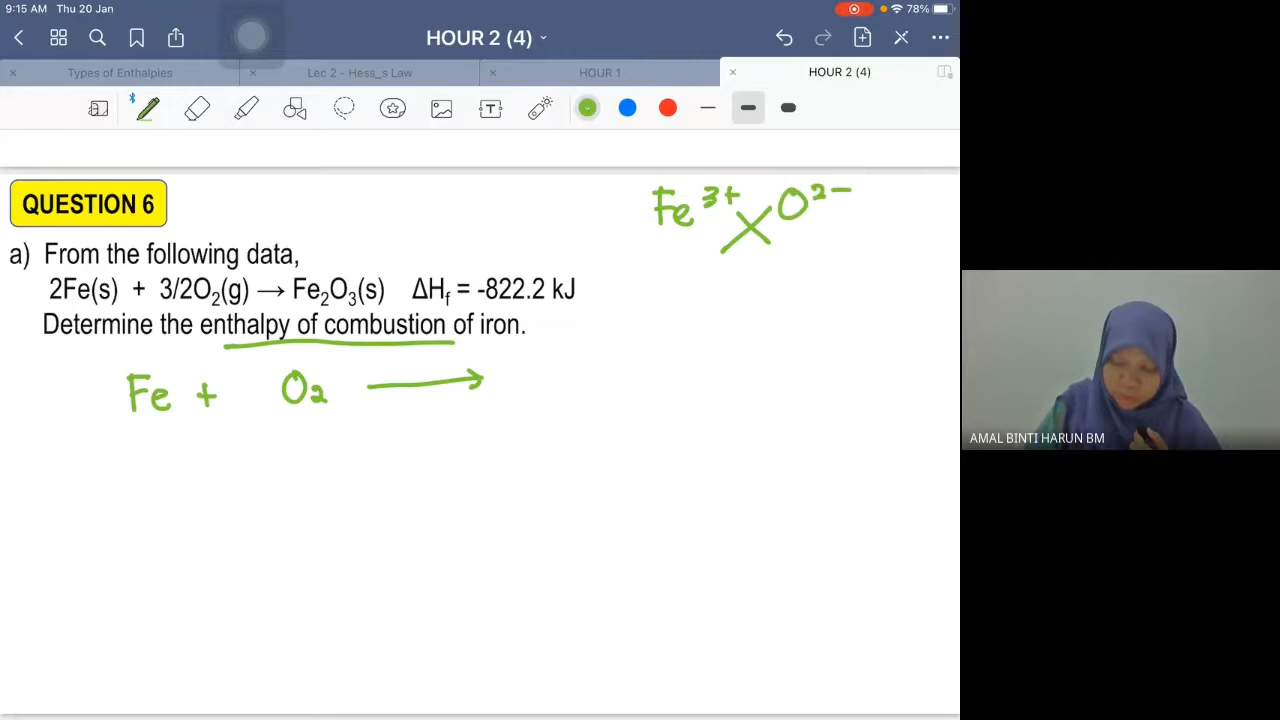 9:15 AM Thu 20 Jan
78%
HOUR 2 (4)
Types of Enthalpies
Lec 2 - Hess_s Law
HOUR 1
HOUR 2 (4)
T
QUESTION 6
Fe³⁺ O²⁻
a) From the following data,
2Fe(s) + 3/2O₂(g) → Fe₂O₃(s) ΔHf = -822.2 kJ
Determine the enthalpy of combustion of iron.
Fe + O₂ →
AMAL BINTI HARUN BM